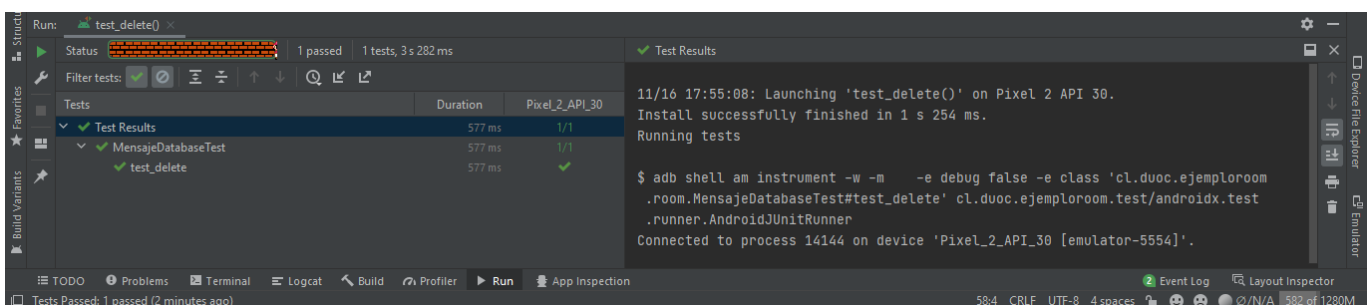 Structu
Run: test_delete()
Status 1 passed 1 tests, 3 s 282 ms
Filter tests:
Tests Duration Pixel_2_API_30
Test Results 577 ms 1/1
MensajeDatabaseTest 577 ms 1/1
test_delete 577 ms
Test Results
11/16 17:55:08: Launching 'test_delete()' on Pixel 2 API 30.
Install successfully finished in 1 s 254 ms.
Running tests
$ adb shell am instrument -w -m    -e debug false -e class 'cl.duoc.ejemploroom
.room.MensajeDatabaseTest#test_delete' cl.duoc.ejemploroom.test/androidx.test
.runner.AndroidJUnitRunner
Connected to process 14144 on device 'Pixel_2_API_30 [emulator-5554]'.
Favorites
Build Variants
Device File Explorer
Emulator
TODO Problems Terminal Logcat Build Profiler Run App Inspection 2 Event Log Layout Inspector
Tests Passed: 1 passed (2 minutes ago) 58:4 CRLF UTF-8 4 spaces Ø/N/A 582 of 1280M